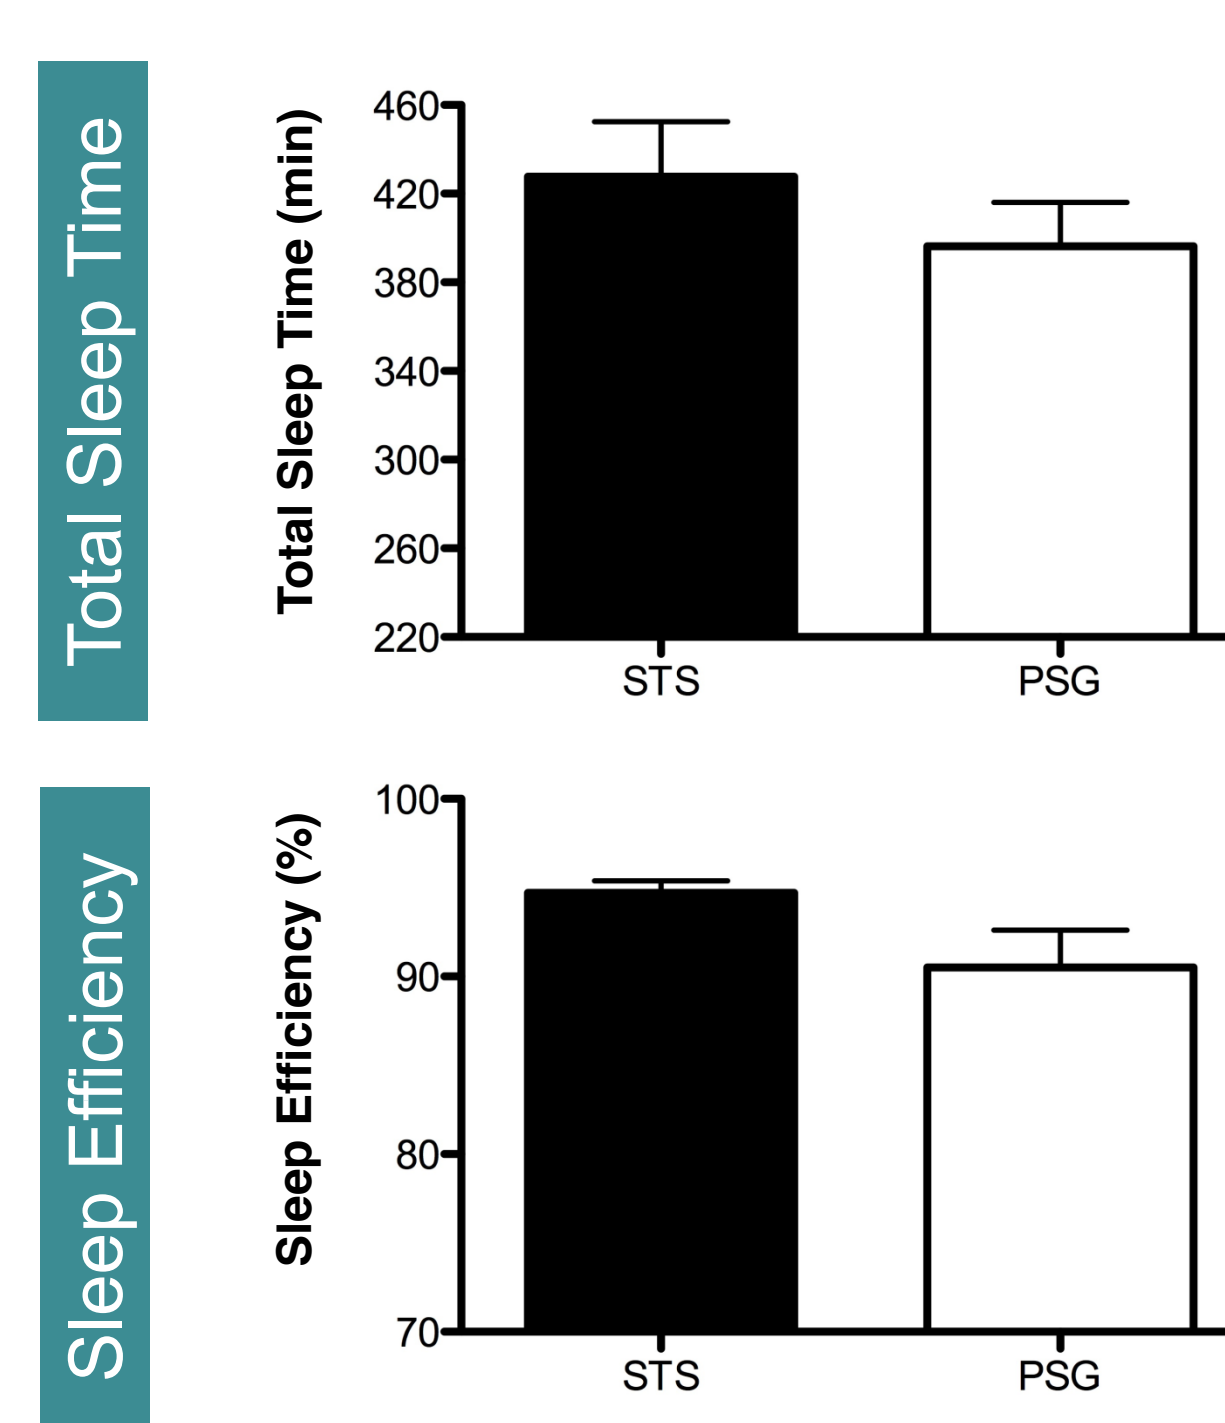 Total Sleep Time
Total Sleep Time (min)
460
420
380
340
300
260
220
STS PSG
Sleep Efficiency
Sleep Efficiency (%)
100
90
80
70
STS PSG